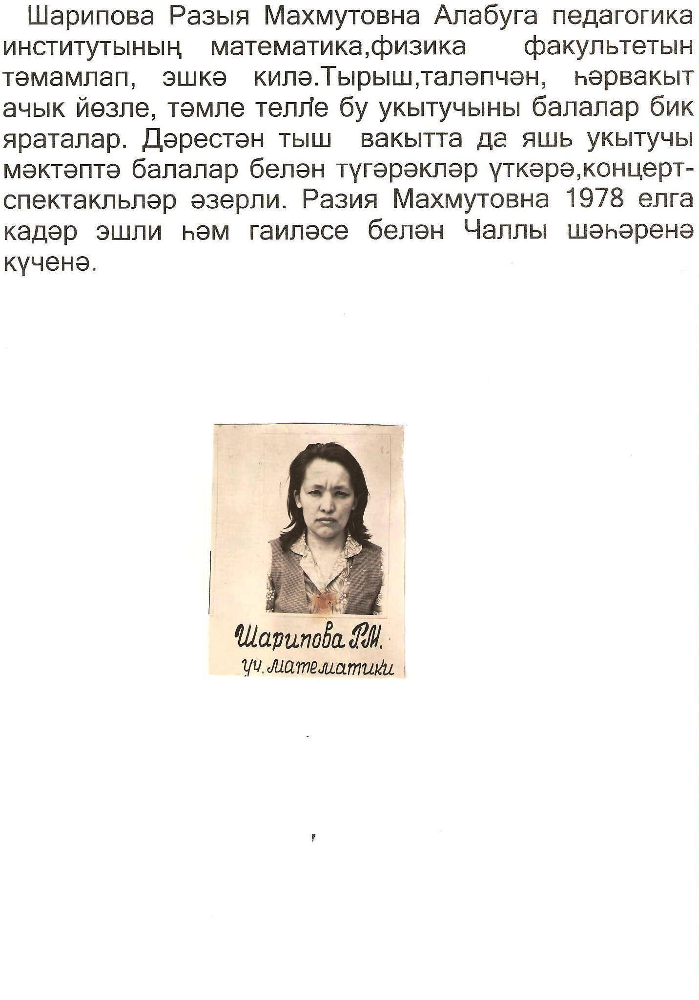 Шарипова Разыя Махмутовна Алабуга педагогика
институтының математика,физика факультетын
тәмамлап, эшкә килә.Тырыш,таләпчән, һәрвакыт
ачык йөзле, тәмле телле бу укытучыны балалар бик
яраталар. Дәрестән тыш вакытта да яшь укытучы
мәктәптә балалар белән түгәрәкләр үткәрә,концерт-
спектакльләр әзерли. Разия Махмутовна 1978 елга
кадәр эшли һәм гаиләсе белән Чаллы шәһәренә
күченә.
Шарипова Р.М.
уч. математики